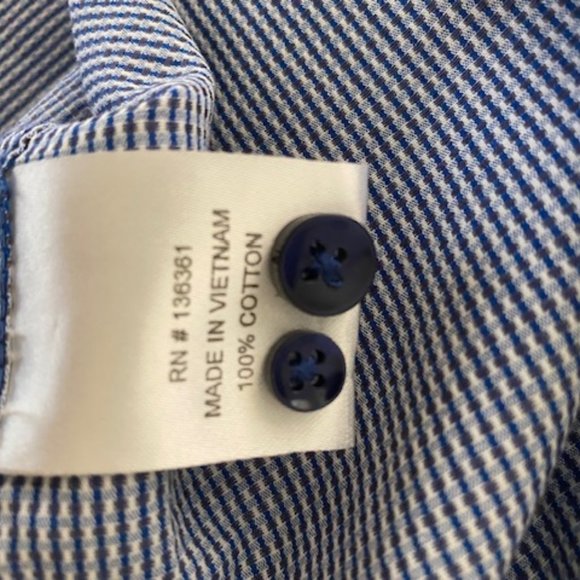 RN # 136361
MADE IN VIETNAM
100% COTTON